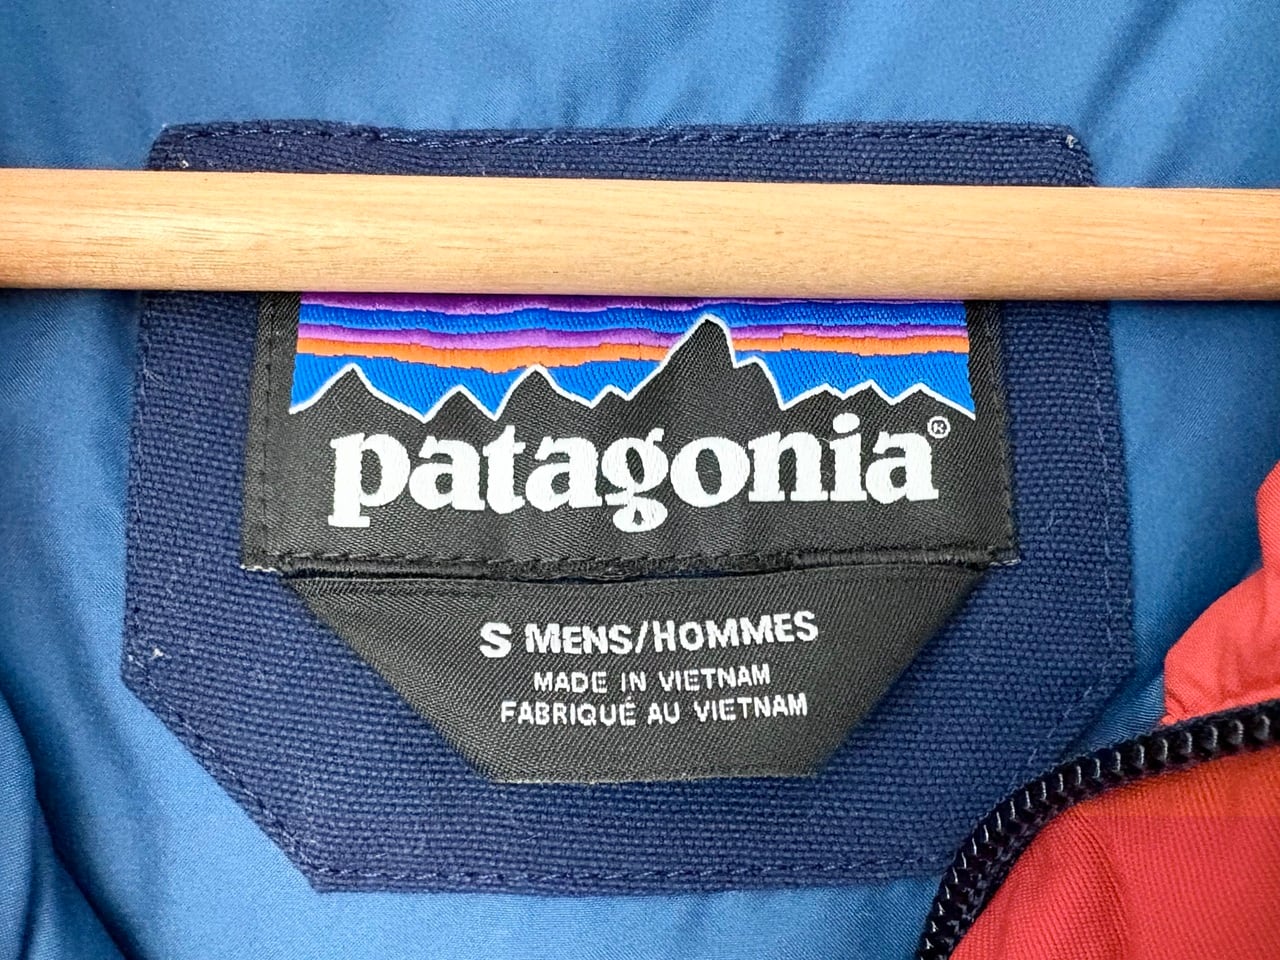 patagonia®
S MENS/HOMMES
MADE IN VIETNAM
FABRIQUÉ AU VIETNAM